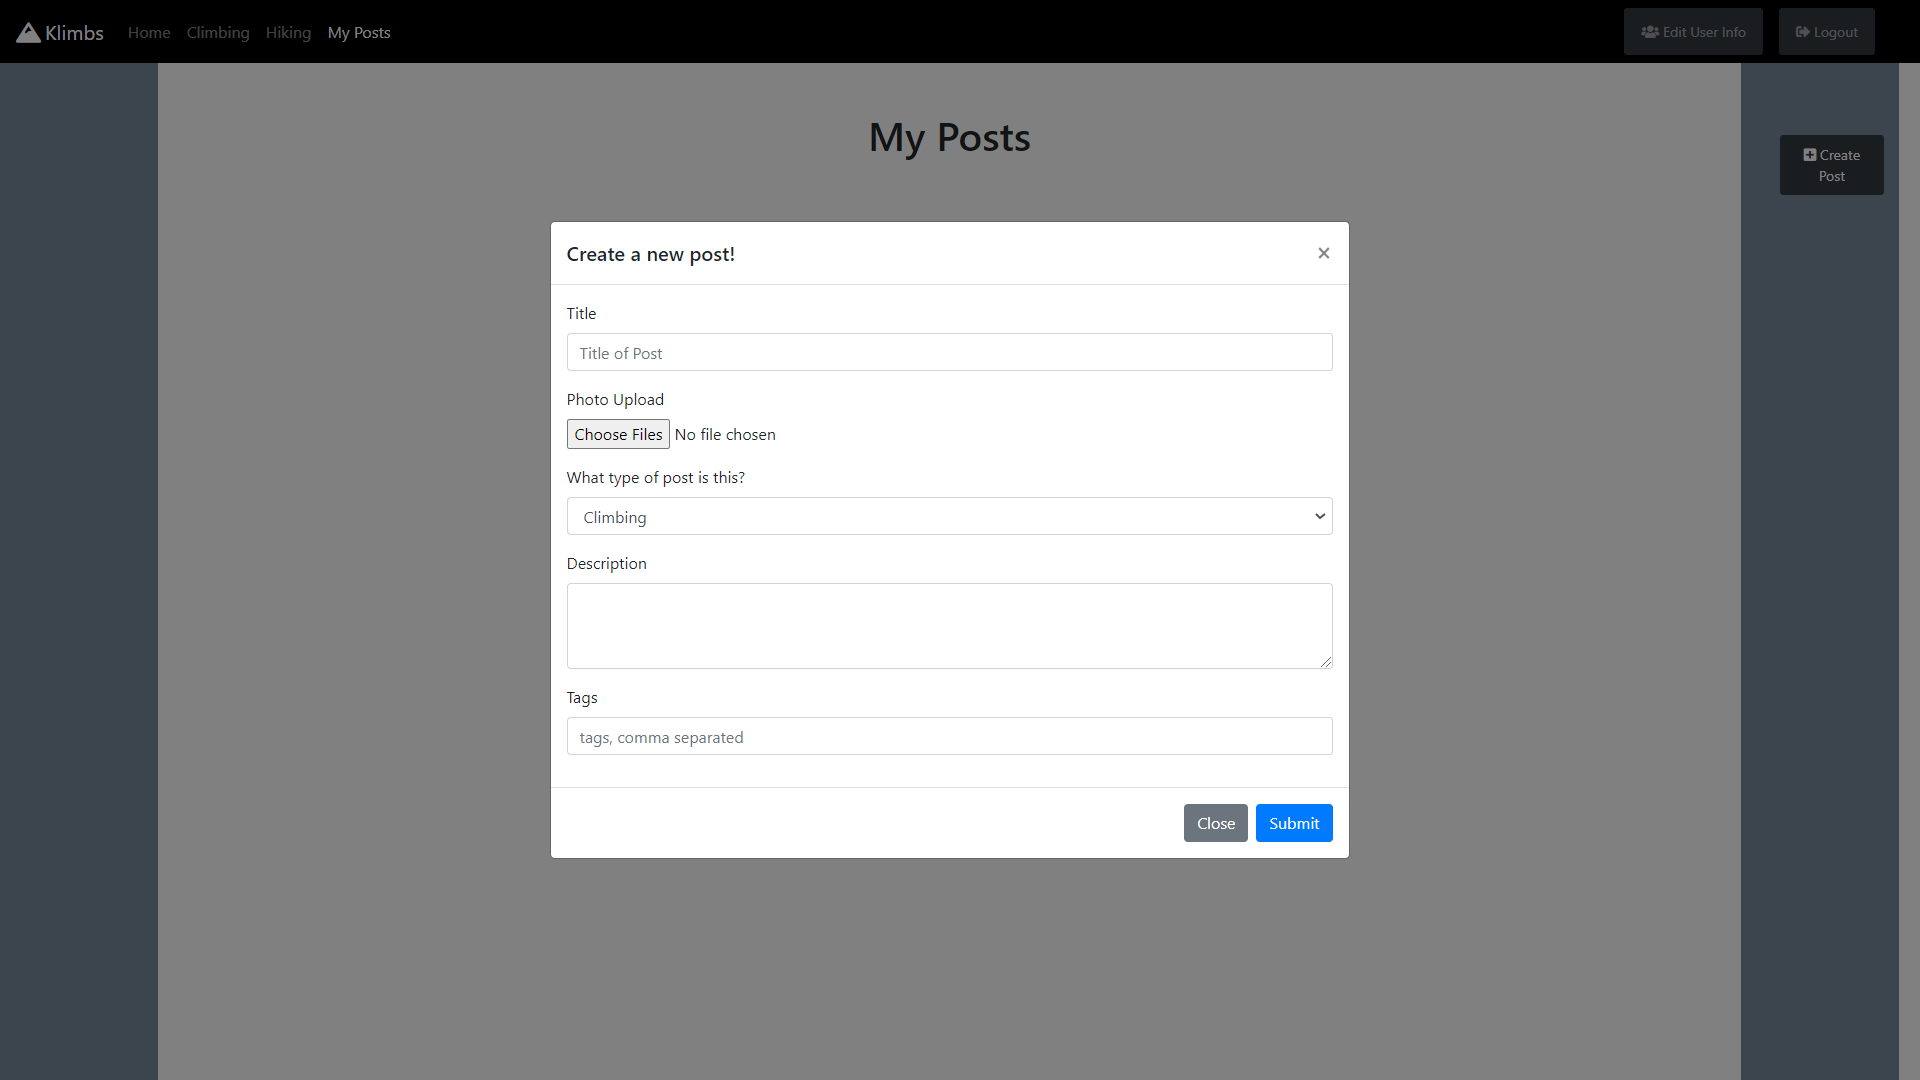 Klimbs Home Climbing Hiking My Posts Edit User Info Logout
My Posts
Create
Post
Create a new post! ×
Title
Title of Post
Photo Upload
Choose Files No file chosen
What type of post is this?
Climbing
Description
Tags
tags, comma separated
Close Submit